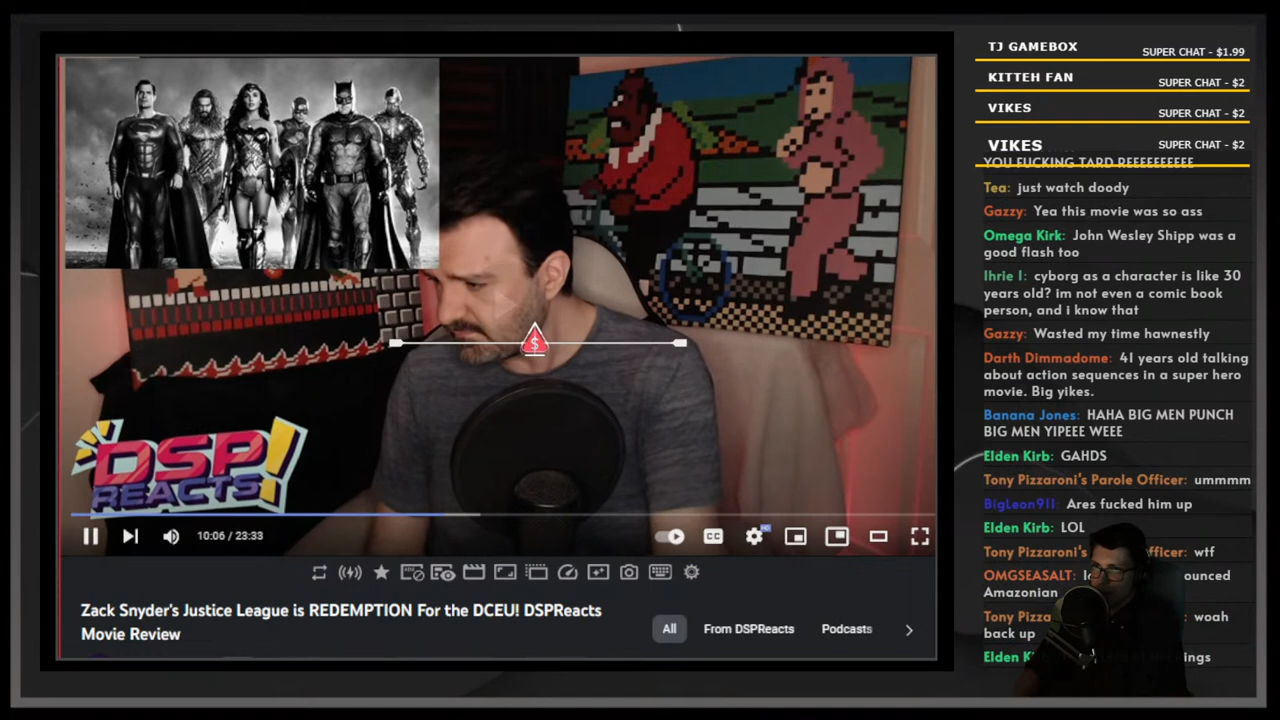 TJ GAMEBOX SUPER CHAT - $1.99
KITTEH FAN SUPER CHAT - $2
VIKES SUPER CHAT - $2
VIKES SUPER CHAT - $2
YOU FUCKING TARD REEEEEEEEE
Tea: just watch doody
Gazzy: Yea this movie was so ass
Omega Kirk: John Wesley Shipp was a
good flash too
Ihrie I: cyborg as a character is like 30
years old? im not even a comic book
person, and i know that
Gazzy: Wasted my time hawnestly
Darth Dimmadome: 41 years old talking
about action sequences in a super hero
movie. Big yikes.
Banana Jones: HAHA BIG MEN PUNCH
BIG MEN YIPEEE WEEE
Elden Kirb: GAHDS
Tony Pizzaroni's Parole Officer: ummmm
BigLeon911: Ares fucked him up
Elden Kirb: LOL
Tony Pizzaroni's fficer: wtf
OMGSEASALT: ounced
Amazonian
Tony Pizza woah
back up
Elden ings
DSP
REACTS!
$
10:06 / 23:33
CC
HD
Zack Snyder's Justice League is REDEMPTION For the DCEU! DSPReacts
Movie Review
All From DSPReacts Podcasts